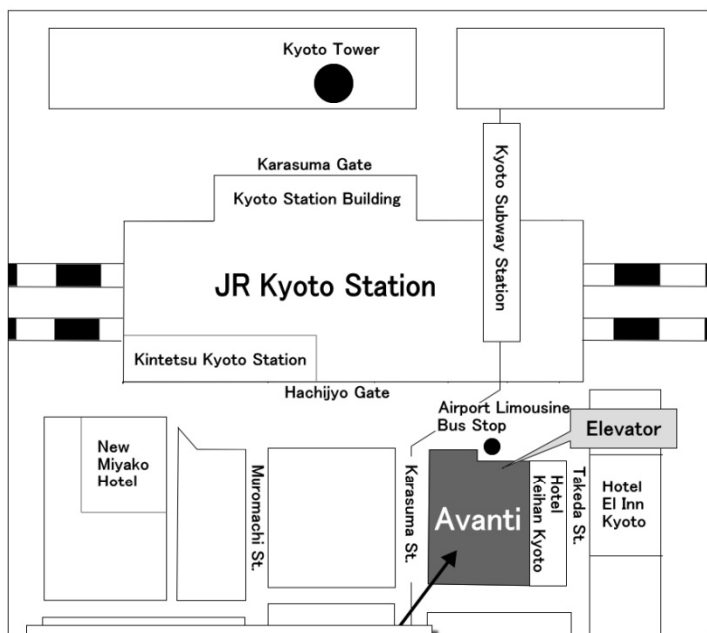 Kyoto Tower
Karasuma Gate
Kyoto Station Building
Kyoto Subway Station
JR Kyoto Station
Kintetsu Kyoto Station
Hachijyo Gate
Airport Limousine
Bus Stop
Elevator
New
Miyako
Hotel
Muromachi St.
Karasuma St.
Avanti
Hotel
Keihan Kyoto
Takeda St.
Hotel
El Inn
Kyoto